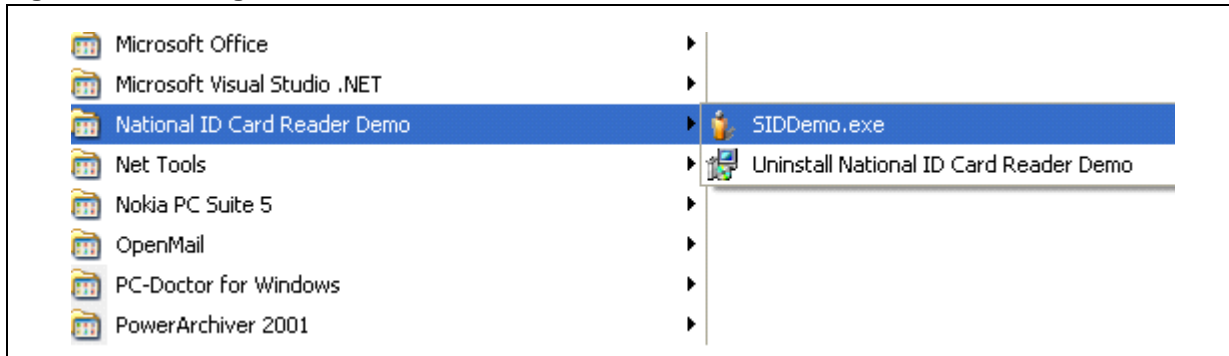 Microsoft Office
Microsoft Visual Studio .NET
National ID Card Reader Demo
SIDDemo.exe
Net Tools
Uninstall National ID Card Reader Demo
Nokia PC Suite 5
OpenMail
PC-Doctor for Windows
PowerArchiver 2001